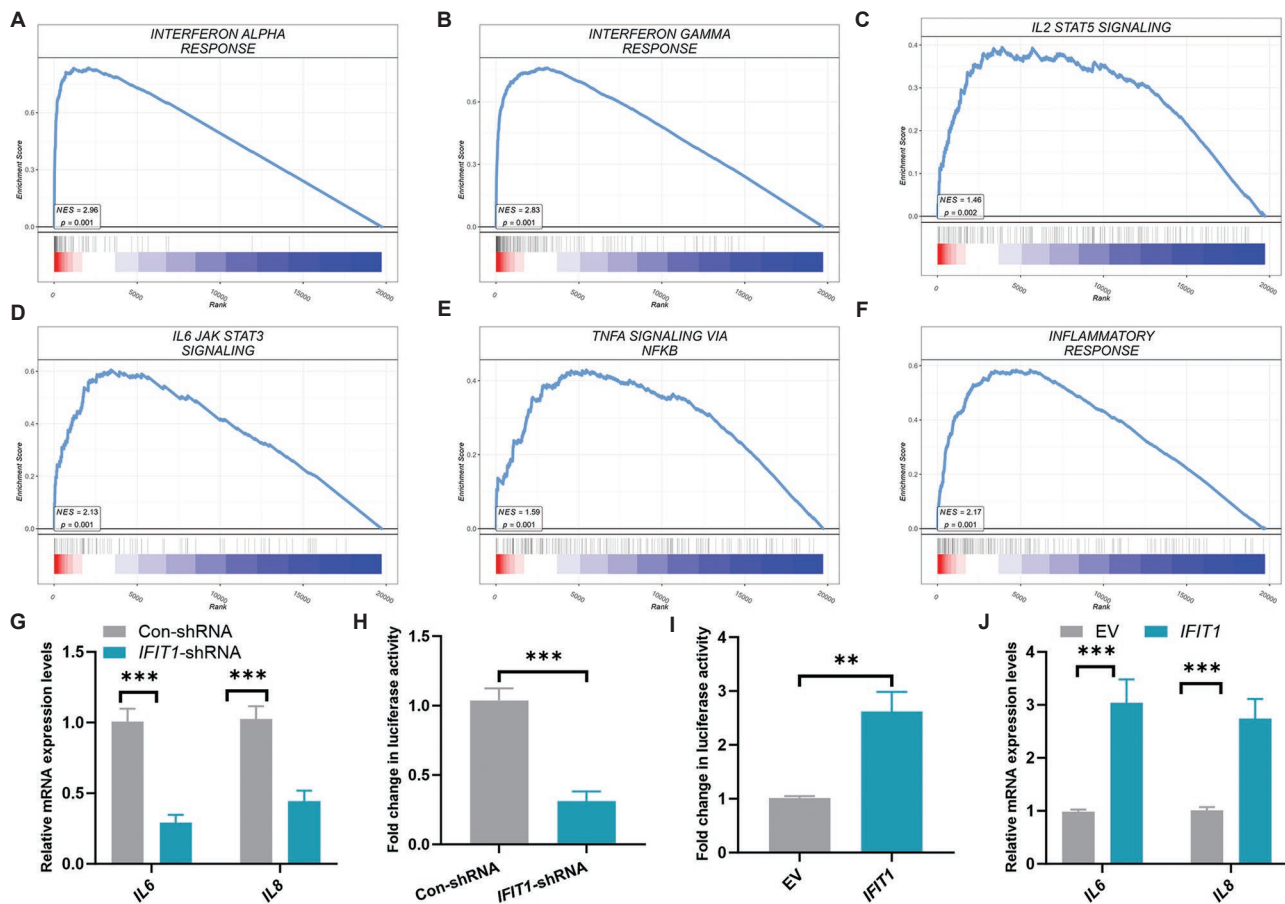 A
INTERFERON ALPHA
RESPONSE
Enrichment Score
0.6
0.3
0.0
NES = 2.96
p = 0.001
0
5000
10000
15000
20000
Rank
B
INTERFERON GAMMA
RESPONSE
Enrichment Score
0.6
0.3
0.0
NES = 2.83
p = 0.001
0
5000
10000
15000
20000
Rank
C
IL2 STAT5 SIGNALING
Enrichment Score
0.4
0.3
0.2
0.1
0.0
NES = 1.46
p = 0.002
0
5000
10000
15000
20000
Rank
D
IL6 JAK STAT3
SIGNALING
Enrichment Score
0.6
0.4
0.2
0.0
NES = 2.13
p = 0.001
0
5000
10000
15000
20000
Rank
E
TNFA SIGNALING VIA
NFKB
Enrichment Score
0.4
0.2
0.0
NES = 1.59
p = 0.001
0
5000
10000
15000
20000
Rank
F
INFLAMMATORY
RESPONSE
Enrichment Score
0.6
0.4
0.2
0.0
NES = 2.17
p = 0.001
0
5000
10000
15000
20000
Rank
G
Con-shRNA
IFIT1-shRNA
Relative mRNA expression levels
1.5
1.0
0.5
0.0
***
***
IL6
IL8
H
Fold change in luciferase activity
1.5
1.0
0.5
0.0
***
Con-shRNA
IFIT1-shRNA
I
Fold change in luciferase activity
4
3
2
1
0
**
EV
IFIT1
J
EV
IFIT1
Relative mRNA expression levels
4
3
2
1
0
***
***
IL6
IL8